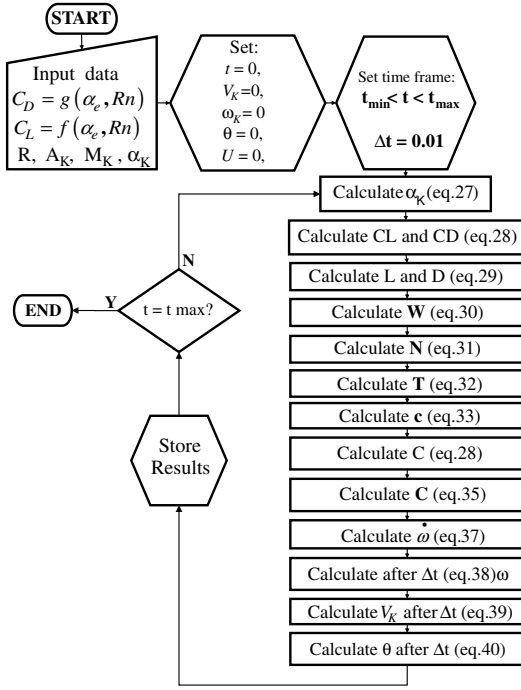 START
Input data
C_D = g(α_e, Rn)
C_L = f(α_e, Rn)
R, A_K, M_K, α_K
Set:
t = 0,
V_K=0,
ω_K= 0
θ = 0,
U = 0,
Set time frame:
t_min< t < t_max
Δt = 0.01
Calculate α_K(eq.27)
Calculate CL and CD (eq.28)
Calculate L and D (eq.29)
Calculate W (eq.30)
Calculate N (eq.31)
Calculate T (eq.32)
Calculate c (eq.33)
Calculate C (eq.28)
Calculate C (eq.35)
Calculate ω̇ (eq.37)
Calculate after Δt (eq.38)ω
Calculate V_K after Δt (eq.39)
Calculate θ after Δt (eq.40)
Store
Results
t = t max?
N
Y
END